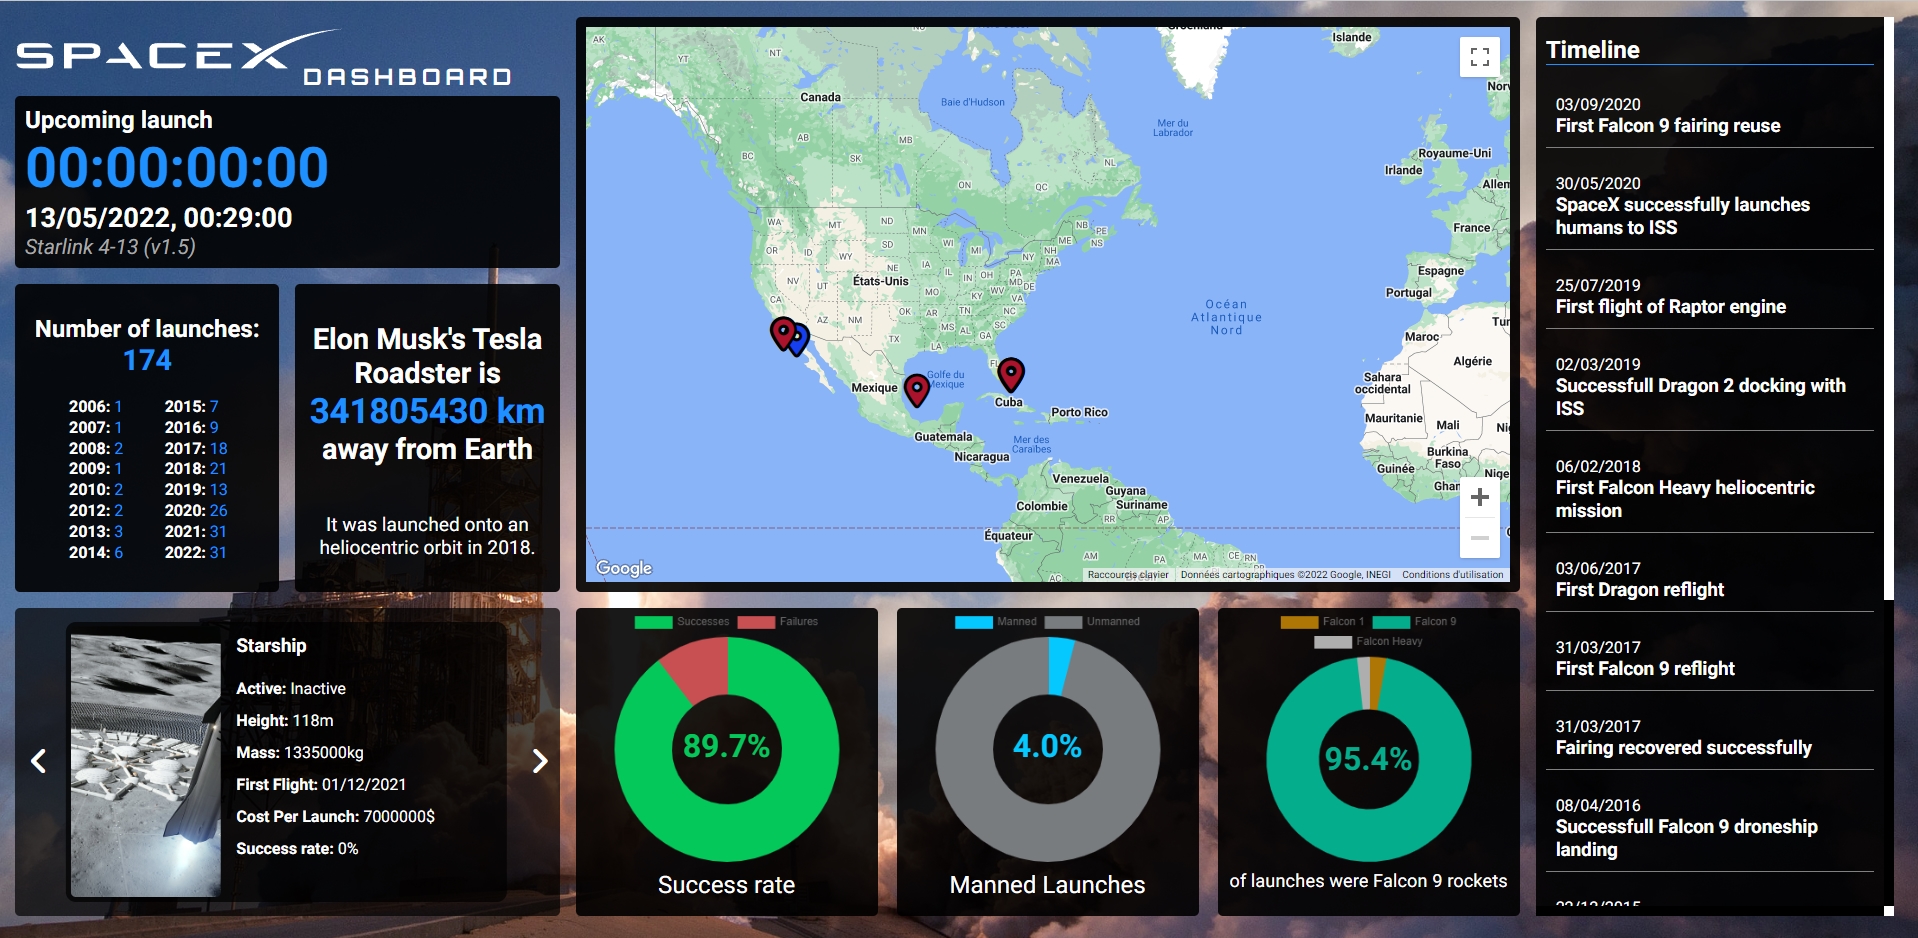 SPACEX
DASHBOARD
Upcoming launch
00:00:00:00
13/05/2022, 00:29:00
Starlink 4-13 (v1.5)
Number of launches:
174
2006: 1
2007: 1
2008: 2
2009: 1
2010: 2
2012: 2
2013: 3
2014: 6
2015: 7
2016: 9
2017: 18
2018: 21
2019: 13
2020: 26
2021: 31
2022: 31
Elon Musk's Tesla
Roadster is
341805430 km
away from Earth
It was launched onto an
heliocentric orbit in 2018.
Starship
Active: Inactive
Height: 118m
Mass: 1335000kg
First Flight: 01/12/2021
Cost Per Launch: 7000000$
Success rate: 0%
Islande
AK
YT
NT
Canada
Baie d'Hudson
Mer du
Labrador
AB
MB
BC
SK
NL
ON
QC
Royaume-Uni
Irlande
WA
MT
ND
MN
NB
PE
NS
ME
OR
ID
WY
SD
WI
MI
NH
MA
NY
France
NE
IA
IL
IN
OH
PA
MD
DE
NV
UT
États-Unis
MO
KY
WV
VA
CA
Espagne
Portugal
AZ
NM
OK
AR
TN
NC
SC
MS
AL
GA
TX
LA
Océan
Atlantique
Nord
Maroc
Algérie
Sahara
occidental
Mexique
Golfe du
Cuba
Porto Rico
Mauritanie
Mali
Guatemala
Mer des
Caraïbes
Nicaragua
Burkina
Faso
Guinée
Venezuela
Guyana
Suriname
Colombie
RR
AP
Équateur
AM
PA
MA
CE
RN
AC
Google
Raccourcis clavier
Données cartographiques ©2022 Google, INEGI
Conditions d'utilisation
Successes
Failures
89.7%
Success rate
Manned
Unmanned
4.0%
Manned Launches
Falcon 1
Falcon 9
Falcon Heavy
95.4%
of launches were Falcon 9 rockets
Timeline
03/09/2020
First Falcon 9 fairing reuse
30/05/2020
SpaceX successfully launches
humans to ISS
25/07/2019
First flight of Raptor engine
02/03/2019
Successfull Dragon 2 docking with
ISS
06/02/2018
First Falcon Heavy heliocentric
mission
03/06/2017
First Dragon reflight
31/03/2017
First Falcon 9 reflight
31/03/2017
Fairing recovered successfully
08/04/2016
Successfull Falcon 9 droneship
landing